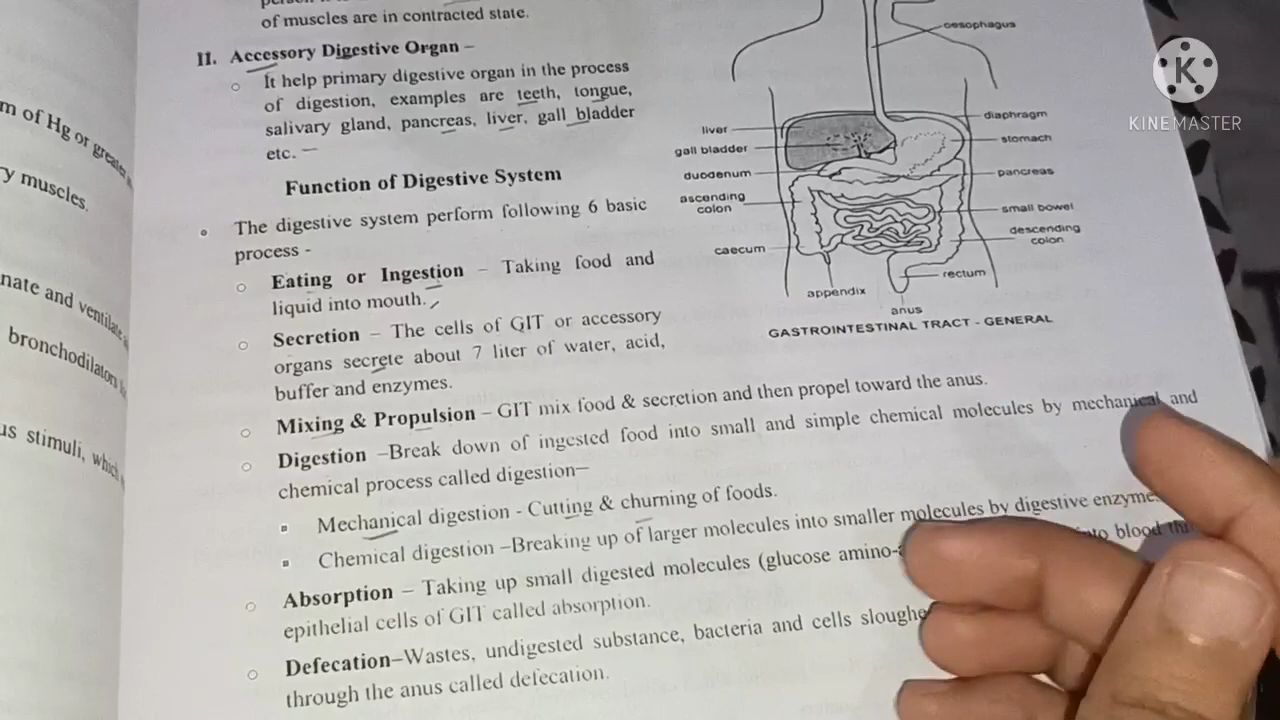 of muscles are in contracted state.
II. Accessory Digestive Organ –
It help primary digestive organ in the process
of digestion, examples are teeth, tongue,
salivary gland, pancreas, liver, gall bladder
etc. –
Function of Digestive System
The digestive system perform following 6 basic
process -
Eating or Ingestion – Taking food and
liquid into mouth.
Secretion – The cells of GIT or accessory
organs secrete about 7 liter of water, acid,
buffer and enzymes.
Mixing & Propulsion – GIT mix food & secretion and then propel toward the anus.
Digestion –Break down of ingested food into small and simple chemical molecules by mechanical and
chemical process called digestion–
Mechanical digestion - Cutting & churning of foods.
Chemical digestion –Breaking up of larger molecules into smaller molecules by digestive
Absorption – Taking up small digested molecules (glucose into blood
epithelial cells of GIT called absorption.
Defecation–Wastes, undigested substance, bacteria and cells
through the anus called defecation.
oesophagus
diaphragm
liver
stomach
gall bladder
duodenum
pancreas
ascending
colon
small bowel
descending
colon
caecum
rectum
appendix
anus
GASTROINTESTINAL TRACT - GENERAL
m of Hg or greater
muscles.
and ventilate
bronchodilators
stimuli, which
K
KINEMASTER